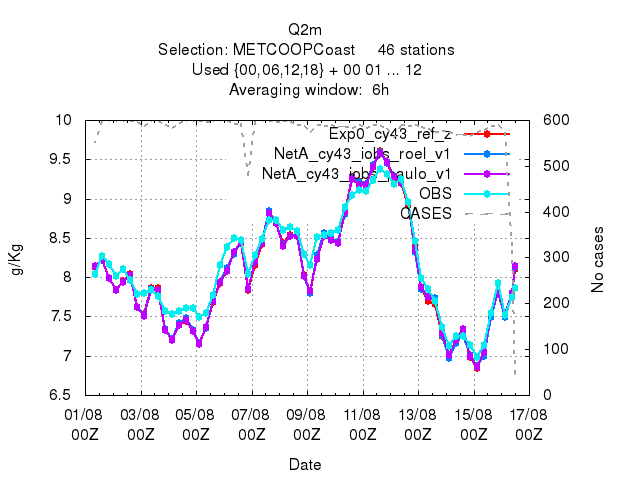 Q2m
Selection: METCOOPCoast 46 stations
Used {00,06,12,18} + 00 01 ... 12
Averaging window: 6h
Exp0_cy43_ref_z
NetA_cy43_iobs_roel_v1
NetA_cy43_iobs_paulo_v1
OBS
CASES
10
9.5
9
8.5
8
7.5
7
6.5
g/Kg
600
500
400
300
200
100
0
No cases
01/08 03/08 05/08 07/08 09/08 11/08 13/08 15/08 17/08
00Z 00Z 00Z 00Z 00Z 00Z 00Z 00Z 00Z
Date